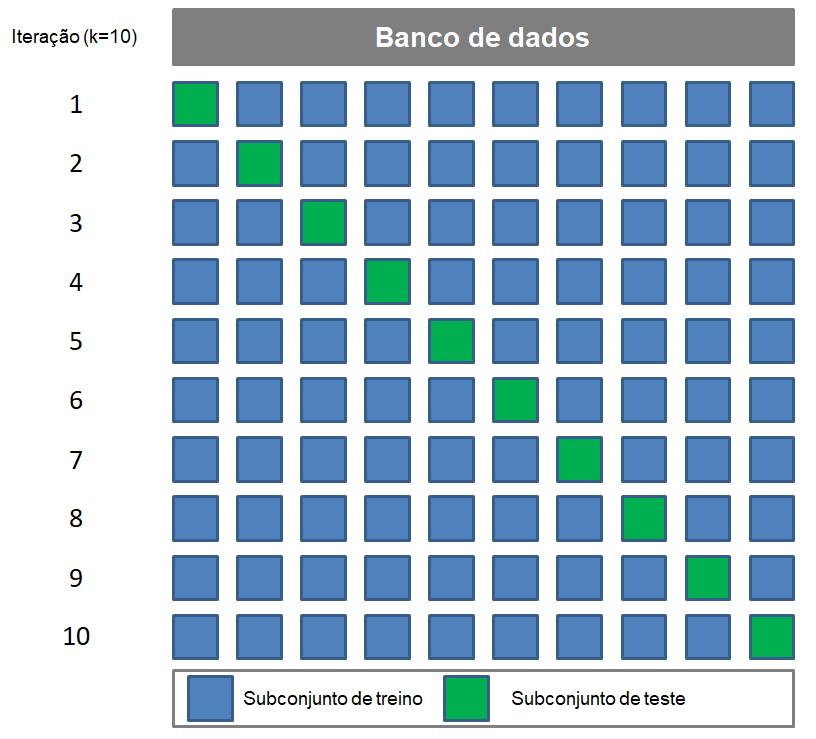 Iteração (k=10)
Banco de dados
1
2
3
4
5
6
7
8
9
10
Subconjunto de treino
Subconjunto de teste